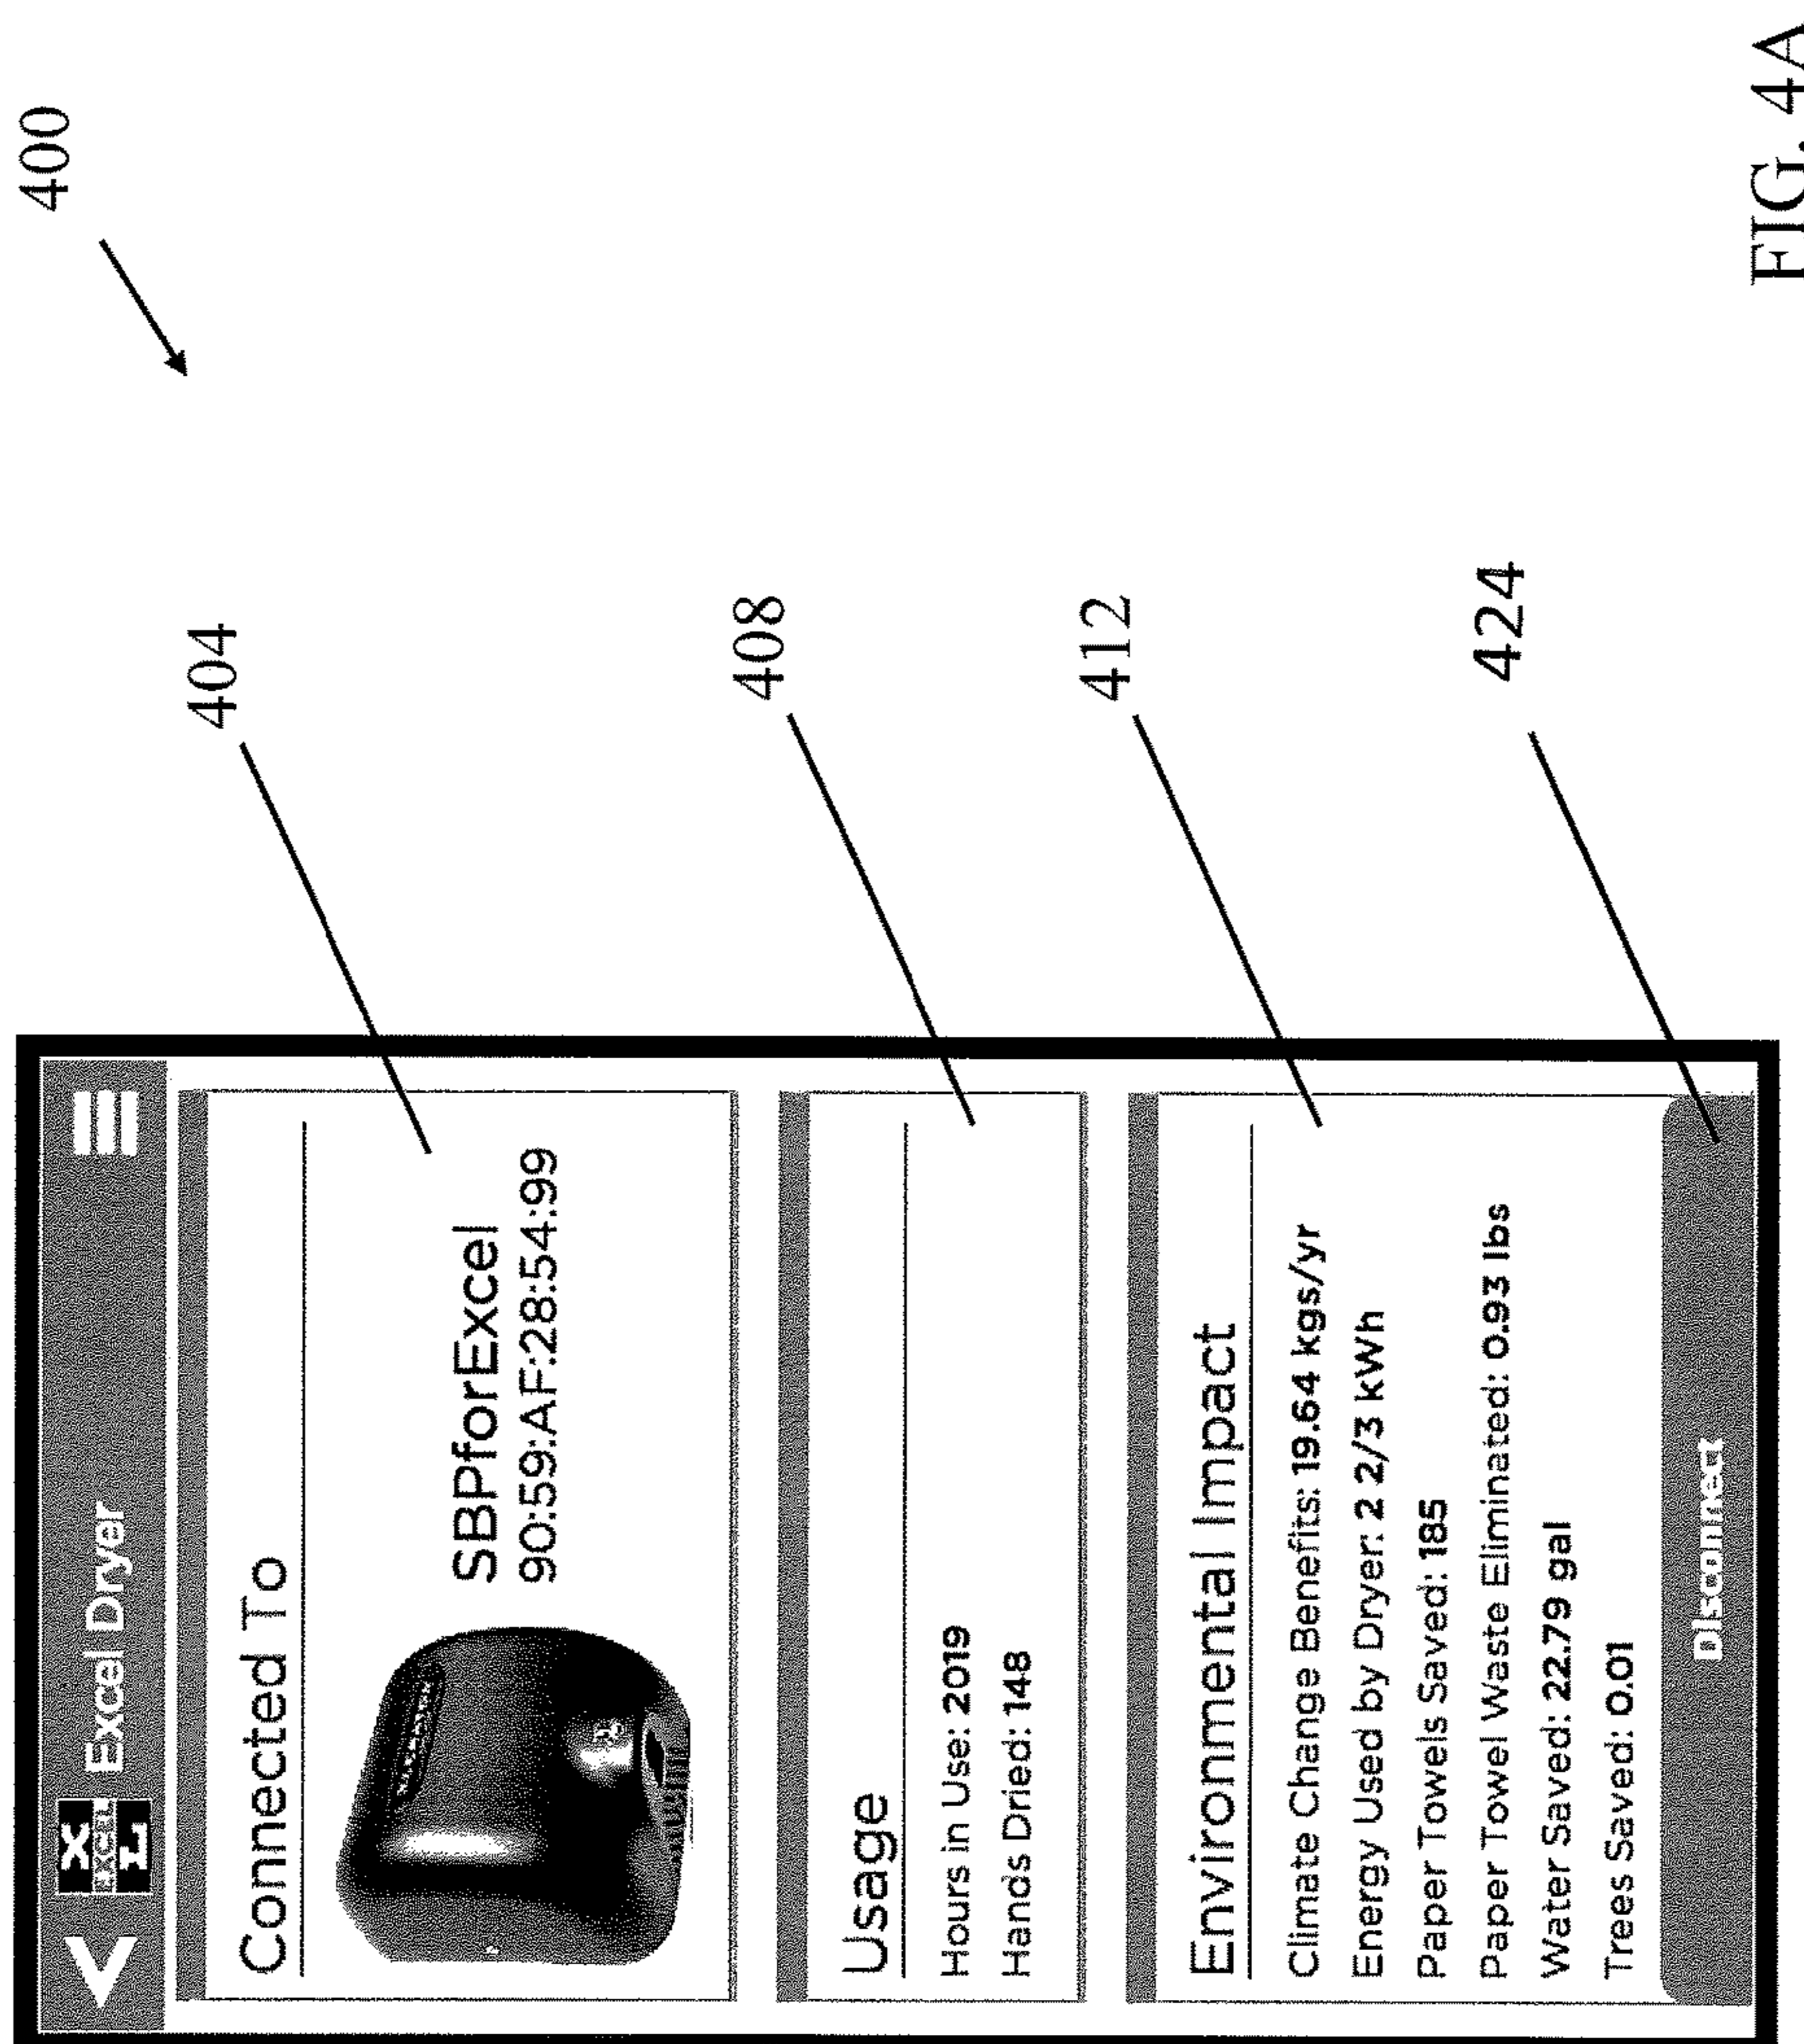 400
Excel Dryer
XL
EXCEL
Connected To
SBPforExcel
90:59:AF:28:54:99
404
Usage
Hours in Use: 2019
Hands Dried: 148
408
Environmental Impact
Climate Change Benefits: 19.64 kgs/yr
Energy Used by Dryer: 2 2/3 kWh
Paper Towels Saved: 185
Paper Towel Waste Eliminated: 0.93 lbs
Water Saved: 22.79 gal
Trees Saved: 0.01
412
Disconnect
424
FIG. 4A